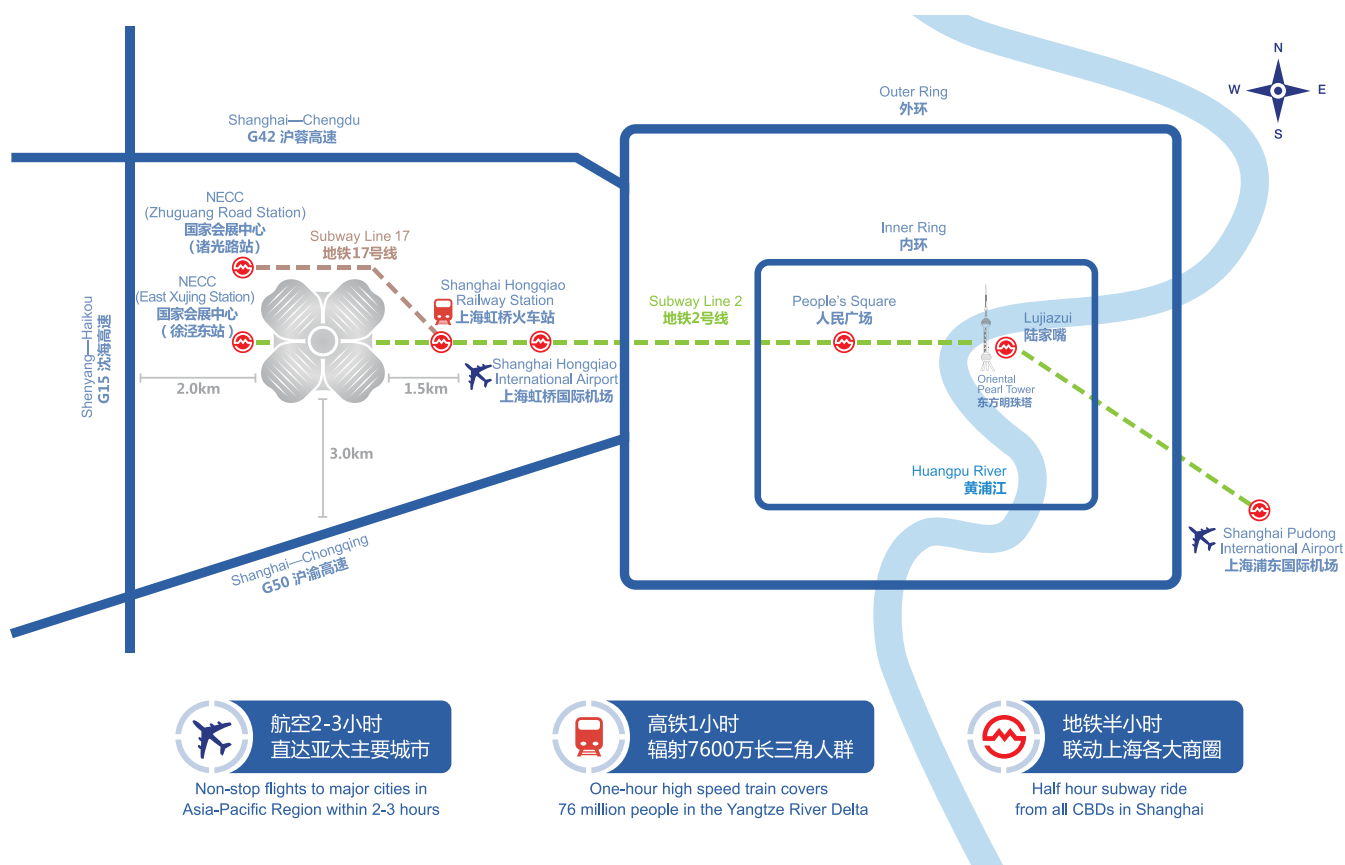 N
W
E
S
Outer Ring
外环
Shanghai—Chengdu
G42 沪蓉高速
NECC
(Zhuguang Road Station)
国家会展中心
（诸光路站）
Subway Line 17
地铁17号线
Inner Ring
内环
NECC
(East Xujing Station)
国家会展中心
（徐泾东站）
Shanghai Hongqiao
Railway Station
上海虹桥火车站
Subway Line 2
地铁2号线
People's Square
人民广场
Lujiazui
陆家嘴
Shenyang—Haikou
G15 沈海高速
Shanghai Hongqiao
International Airport
上海虹桥国际机场
Oriental
Pearl Tower
东方明珠塔
2.0km
1.5km
3.0km
Huangpu River
黄浦江
Shanghai—Chongqing
G50 沪渝高速
Shanghai Pudong
International Airport
上海浦东国际机场
航空2-3小时
直达亚太主要城市
Non-stop flights to major cities in
Asia-Pacific Region within 2-3 hours
高铁1小时
辐射7600万长三角人群
One-hour high speed train covers
76 million people in the Yangtze River Delta
地铁半小时
联动上海各大商圈
Half hour subway ride
from all CBDs in Shanghai